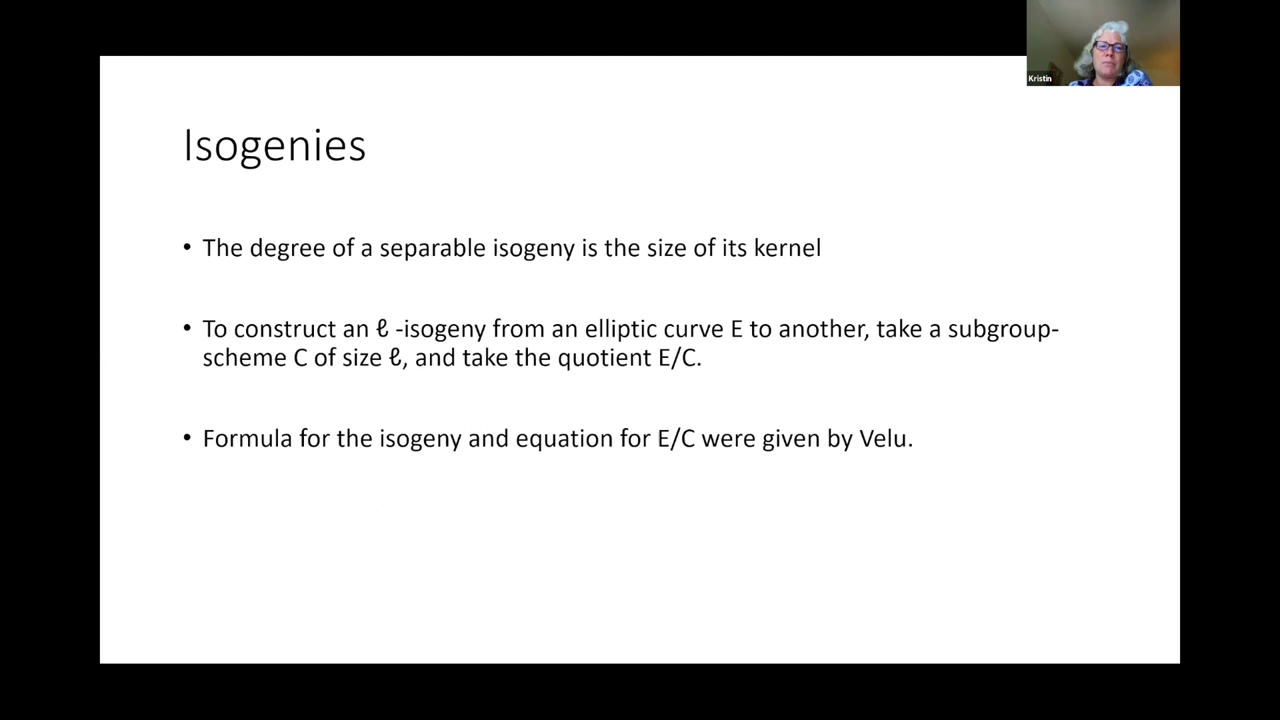 Kristin
Isogenies
• The degree of a separable isogeny is the size of its kernel
• To construct an ℓ -isogeny from an elliptic curve E to another, take a subgroup-
scheme C of size ℓ, and take the quotient E/C.
• Formula for the isogeny and equation for E/C were given by Velu.